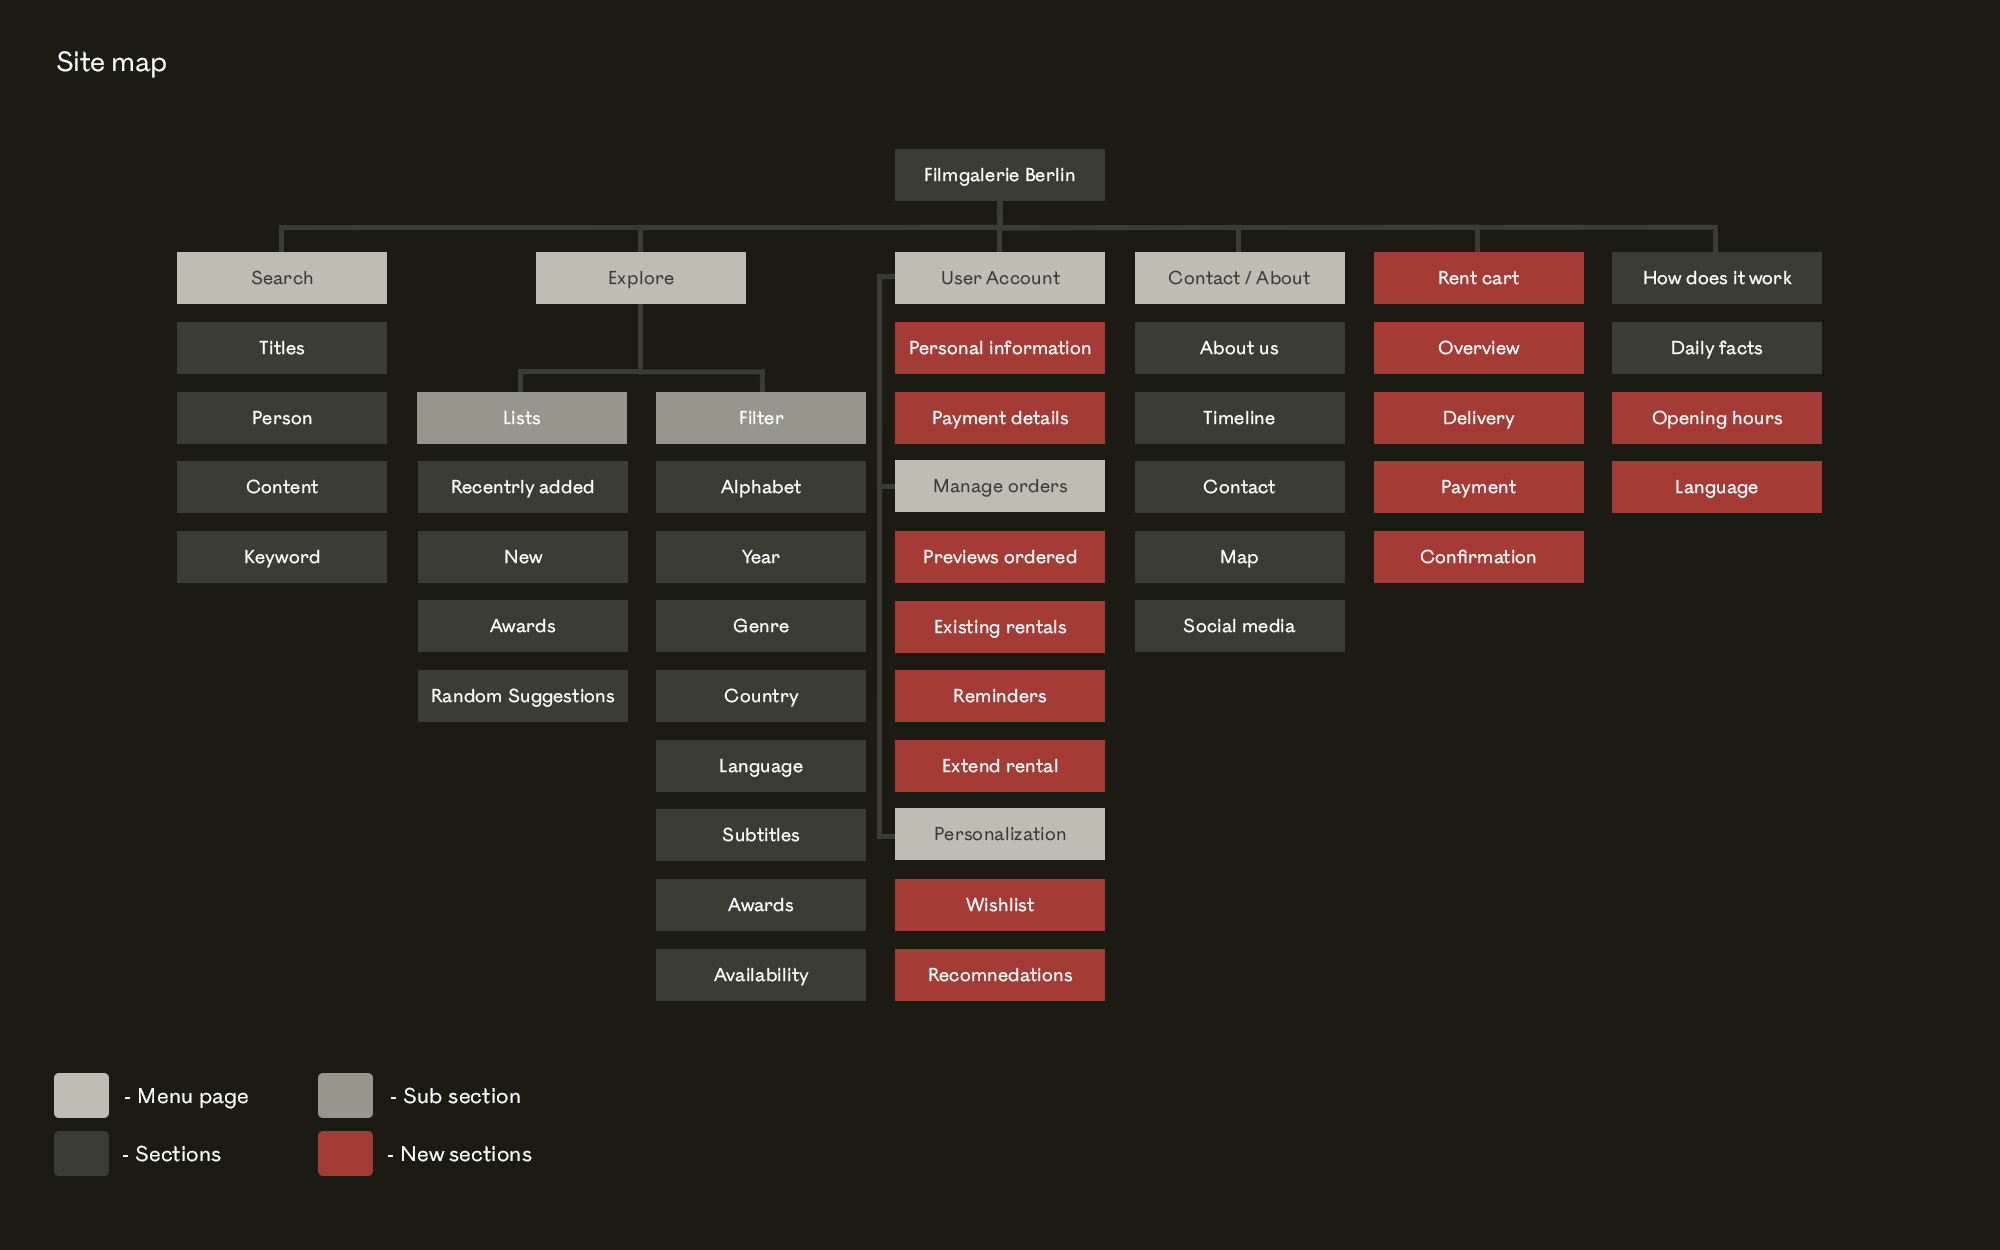 Site map
Filmgalerie Berlin
Search
Titles
Person
Content
Keyword
Explore
Lists
Recentrly added
New
Awards
Random Suggestions
Filter
Alphabet
Year
Genre
Country
Language
Subtitles
Awards
Availability
User Account
Personal information
Payment details
Manage orders
Previews ordered
Existing rentals
Reminders
Extend rental
Personalization
Wishlist
Recomnedations
Contact / About
About us
Timeline
Contact
Map
Social media
Rent cart
Overview
Delivery
Payment
Confirmation
How does it work
Daily facts
Opening hours
Language
- Menu page
- Sub section
- Sections
- New sections